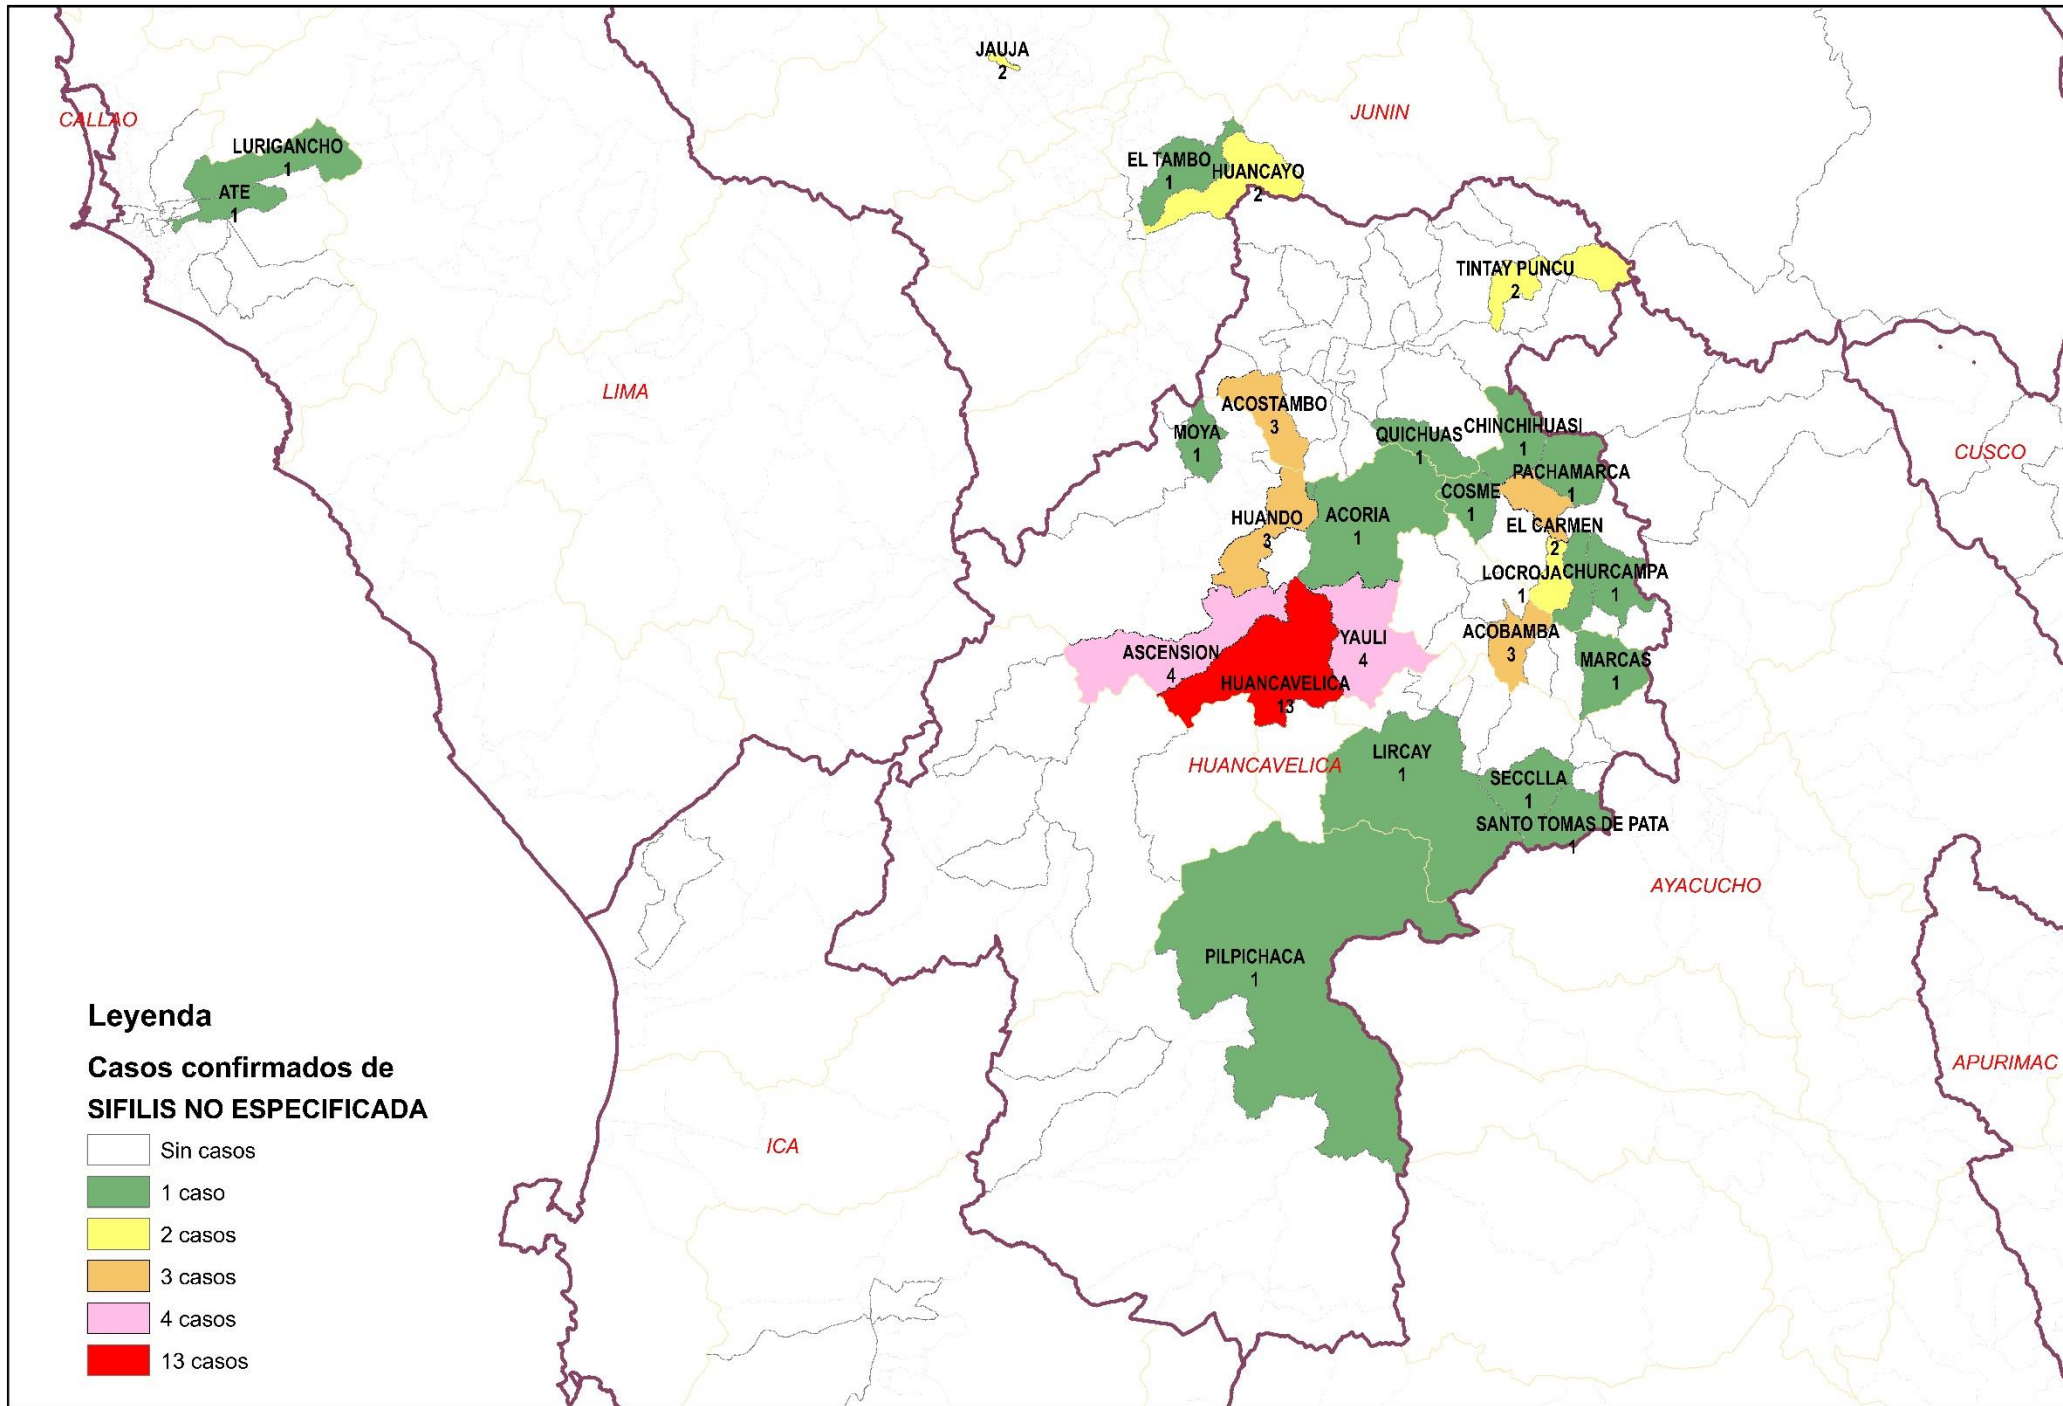 JAUJA
2
CALLAO
JUNIN
LURIGANCHO
1
ATE
1
EL TAMBO
1
HUANCAYO
2
TINTAY PUNCU
2
LIMA
ACOSTAMBO
3
MOYA
1
QUICHUAS
1
CHINCHIHUASI
1
PACHAMARCA
1
CUSCO
COSME
1
HUANDO
3
ACORIA
1
EL CARMEN
2
LOCROJA
1
CHURCAMPA
1
ASCENSION
4
YAULI
4
ACOBAMBA
3
MARCAS
1
HUANCAVELICA
13
HUANCAVELICA
LIRCAY
1
SECCLLA
1
SANTO TOMAS DE PATA
1
AYACUCHO
PILPICHACA
1
APURIMAC
ICA
Leyenda
Casos confirmados de
SIFILIS NO ESPECIFICADA
Sin casos
1 caso
2 casos
3 casos
4 casos
13 casos